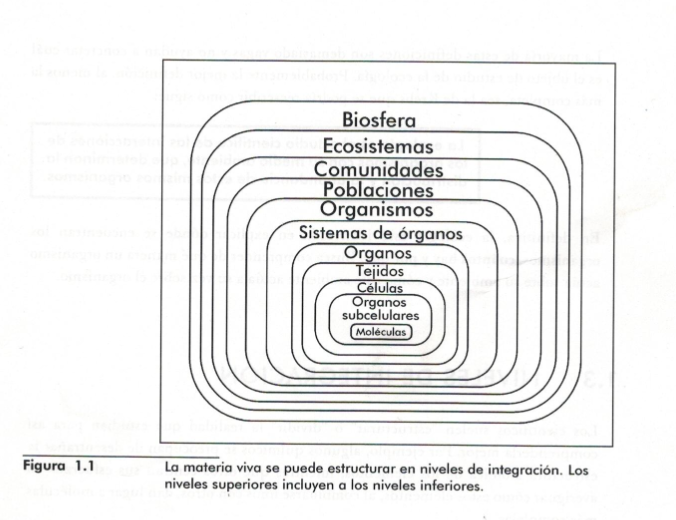 Biosfera
Ecosistemas
Comunidades
Poblaciones
Organismos
Sistemas de órganos
Organos
Tejidos
Células
Organos
subcelulares
Moléculas
Figura 1.1
La materia viva se puede estructurar en niveles de integración. Los
niveles superiores incluyen a los niveles inferiores.